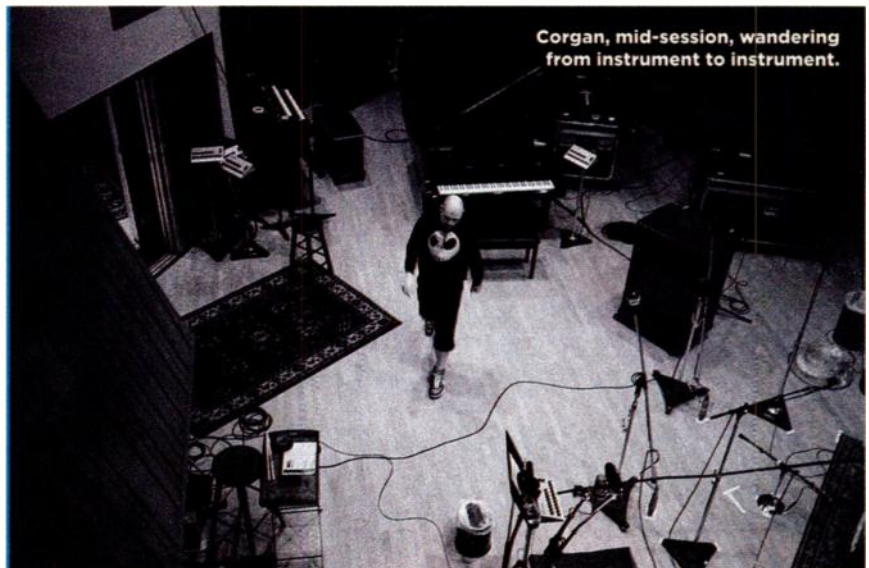 Corgan, mid-session, wandering
from instrument to instrument.